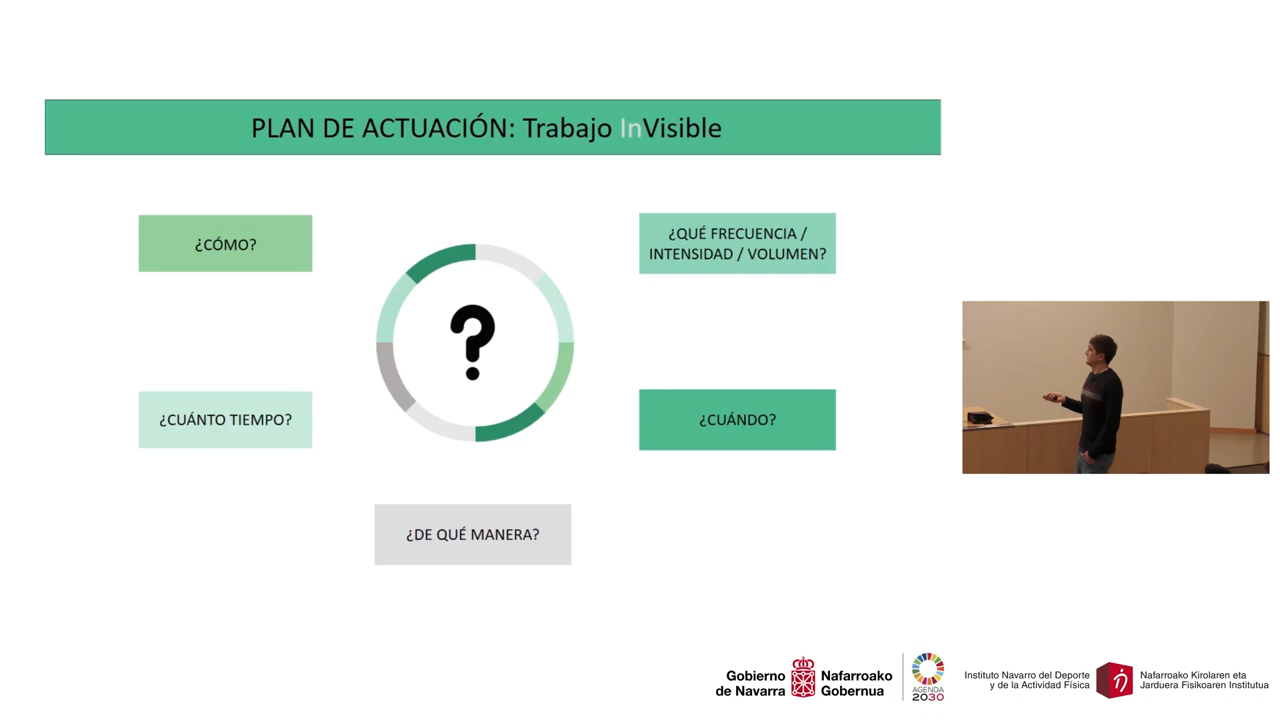 PLAN DE ACTUACIÓN: Trabajo InVisible
¿CÓMO?
¿QUÉ FRECUENCIA /
INTENSIDAD / VOLUMEN?
¿CUÁNTO TIEMPO?
¿CUÁNDO?
¿DE QUÉ MANERA?
Gobierno
de Navarra
Nafarroako
Gobernua
AGENDA
2030
Instituto Navarro del Deporte
y de la Actividad Física
Nafarroako Kirolaren eta
Jarduera Fisikoaren Institutua